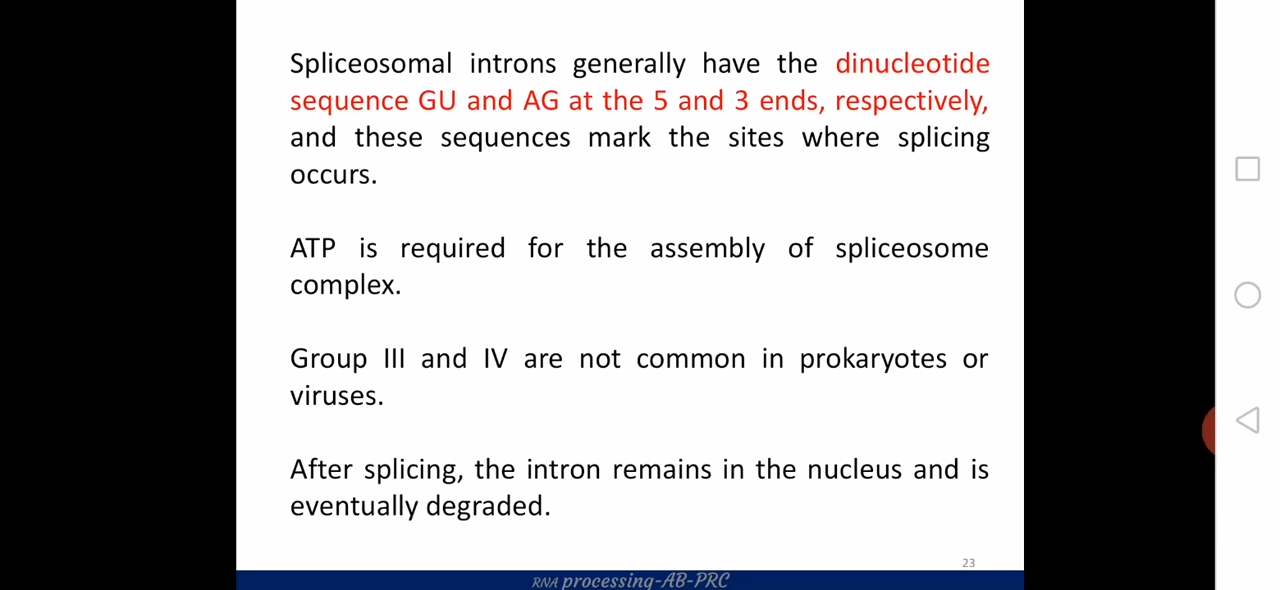 Spliceosomal introns generally have the dinucleotide
sequence GU and AG at the 5 and 3 ends, respectively,
and these sequences mark the sites where splicing
occurs.
ATP is required for the assembly of spliceosome
complex.
Group III and IV are not common in prokaryotes or
viruses.
After splicing, the intron remains in the nucleus and is
eventually degraded.
23
RNA processing-AB-PRC